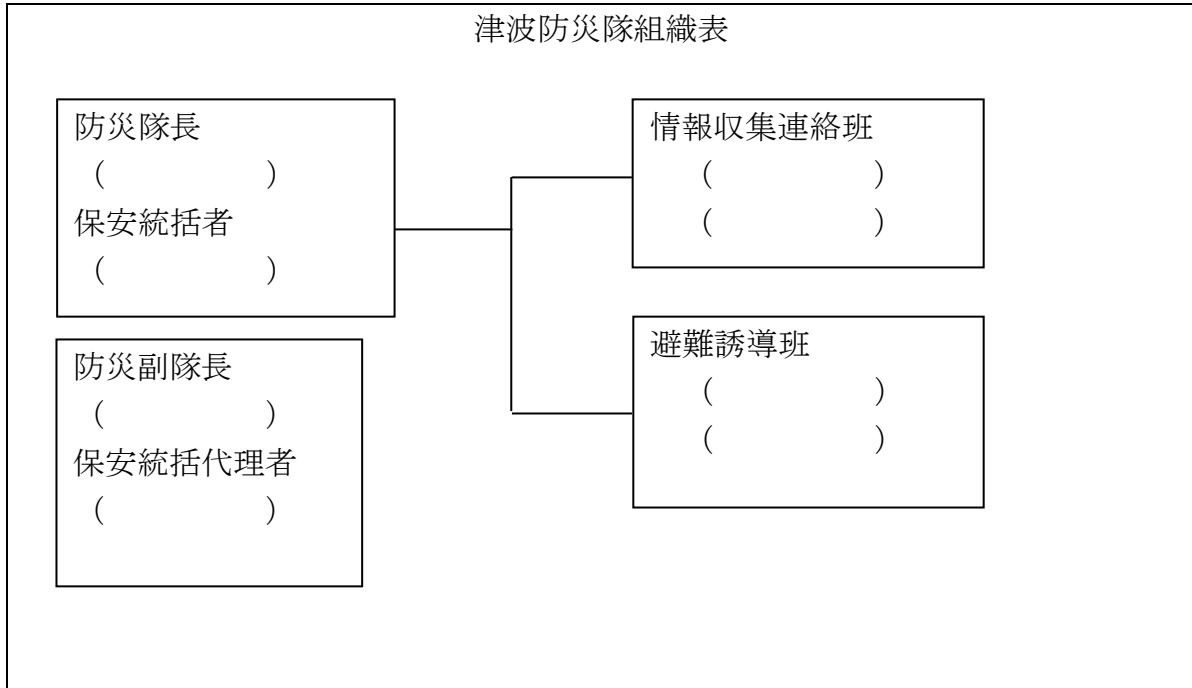 津波防災隊組織表
防災隊長
（　　　　　）
保安統括者
（　　　　　）
防災副隊長
（　　　　　）
保安統括代理者
（　　　　　）
情報収集連絡班
（　　　　　）
（　　　　　）
避難誘導班
（　　　　　）
（　　　　　）